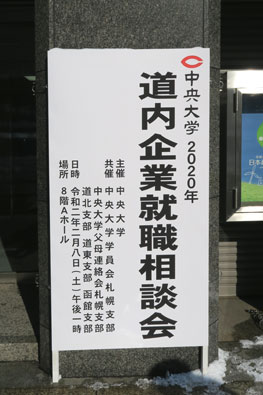 中央大学 2020年
道内企業就職相談会
主催 中央大学
共催 中央大学学員会札幌支部
中央大学父母連絡会札幌支部
道北支部 道東支部 函館支部
日時 令和二年二月八日(土)午後一時
場所 8階Aホール